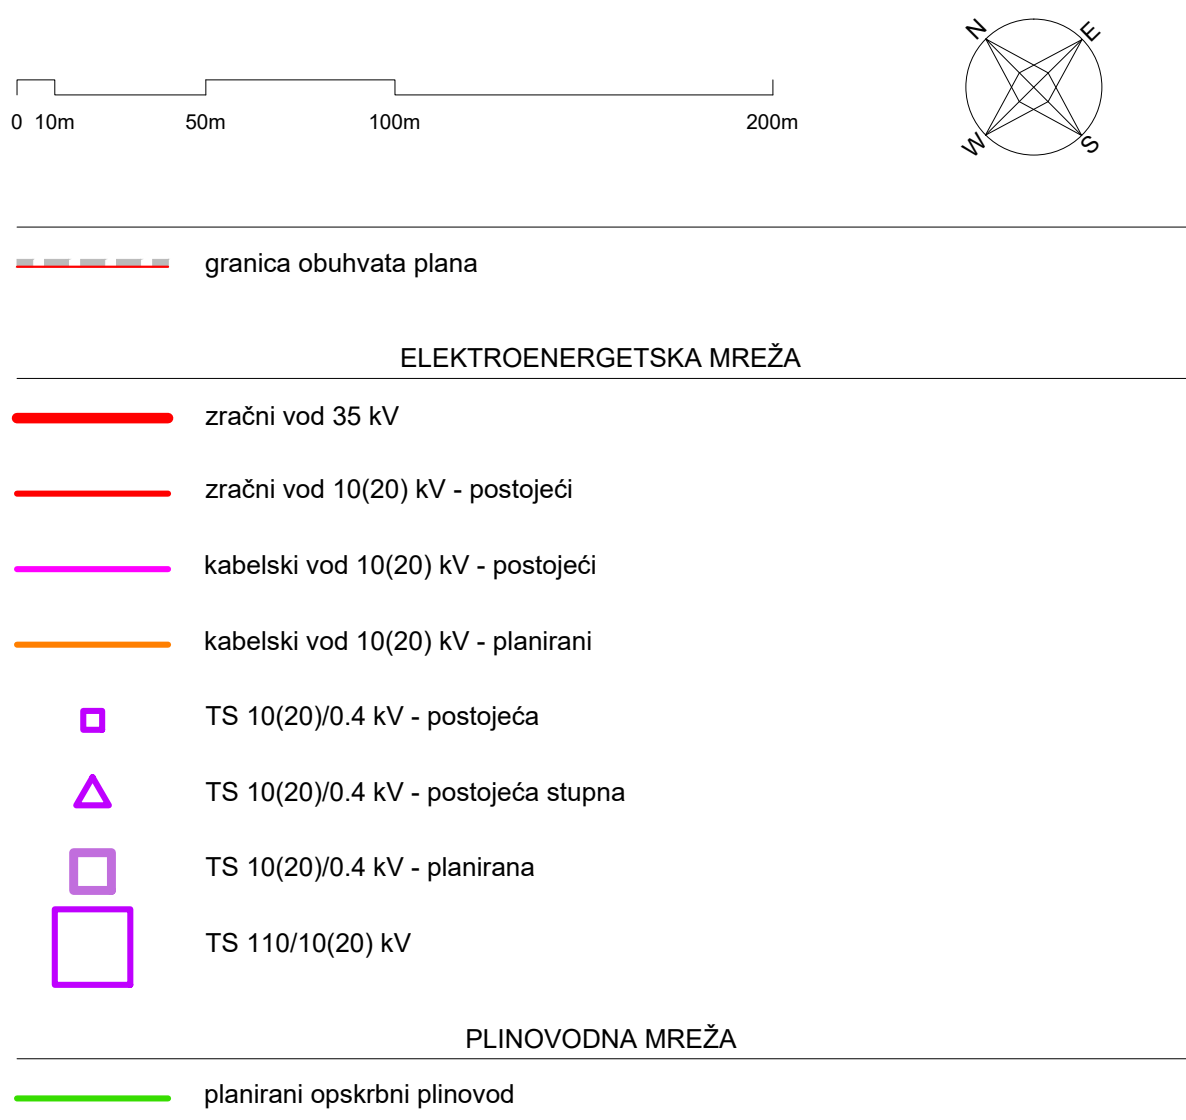 N E
0 10m 50m 100m 200m
W S
granica obuhvata plana
ELEKTROENERGETSKA MREŽA
zračni vod 35 kV
zračni vod 10(20) kV - postojeći
kabelski vod 10(20) kV - postojeći
kabelski vod 10(20) kV - planirani
TS 10(20)/0.4 kV - postojeća
TS 10(20)/0.4 kV - postojeća stupna
TS 10(20)/0.4 kV - planirana
TS 110/10(20) kV
PLINOVODNA MREŽA
planirani opskrbni plinovod